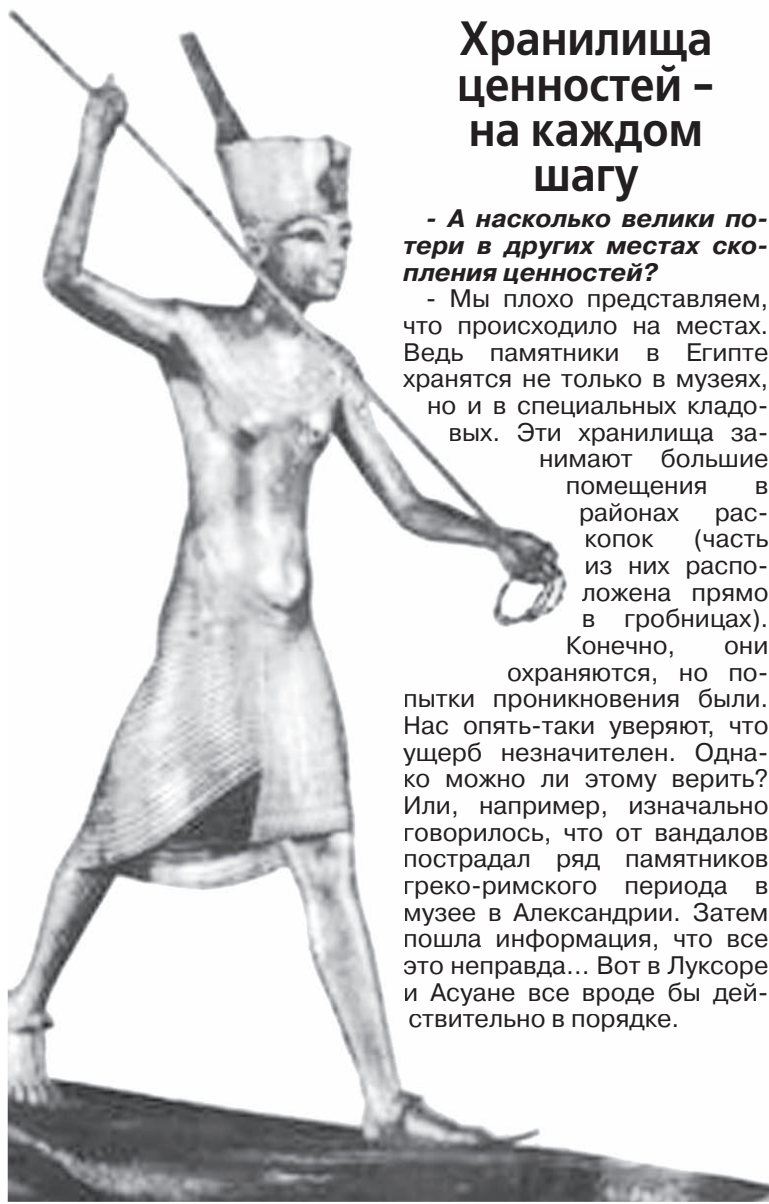 Хранилища
ценностей –
на каждом
шагу
- А насколько велики по-
тери в других местах ско-
пления ценностей?
- Мы плохо представляем,
что происходило на местах.
Ведь памятники в Египте
хранятся не только в музеях,
но и в специальных кладо-
вых. Эти хранилища за-
нимают большие
помещения в
районах рас-
копок (часть
из них распо-
ложена прямо
в гробницах).
Конечно, они
охраняются, но по-
пытки проникновения были.
Нас опять-таки уверяют, что
ущерб незначителен. Одна-
ко можно ли этому верить?
Или, например, изначально
говорилось, что от вандалов
пострадал ряд памятников
греко-римского периода в
музее в Александрии. Затем
пошла информация, что все
это неправда... Вот в Луксоре
и Асуане все вроде бы дей-
ствительно в порядке.